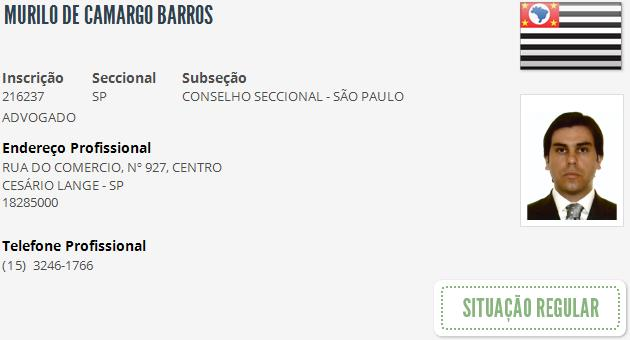 MURILO DE CAMARGO BARROS
Inscrição Seccional Subseção
216237 SP CONSELHO SECCIONAL - SÃO PAULO
ADVOGADO
Endereço Profissional
RUA DO COMERCIO, Nº 927, CENTRO
CESÁRIO LANGE - SP
18285000
Telefone Profissional
(15) 3246-1766
SITUAÇÃO REGULAR